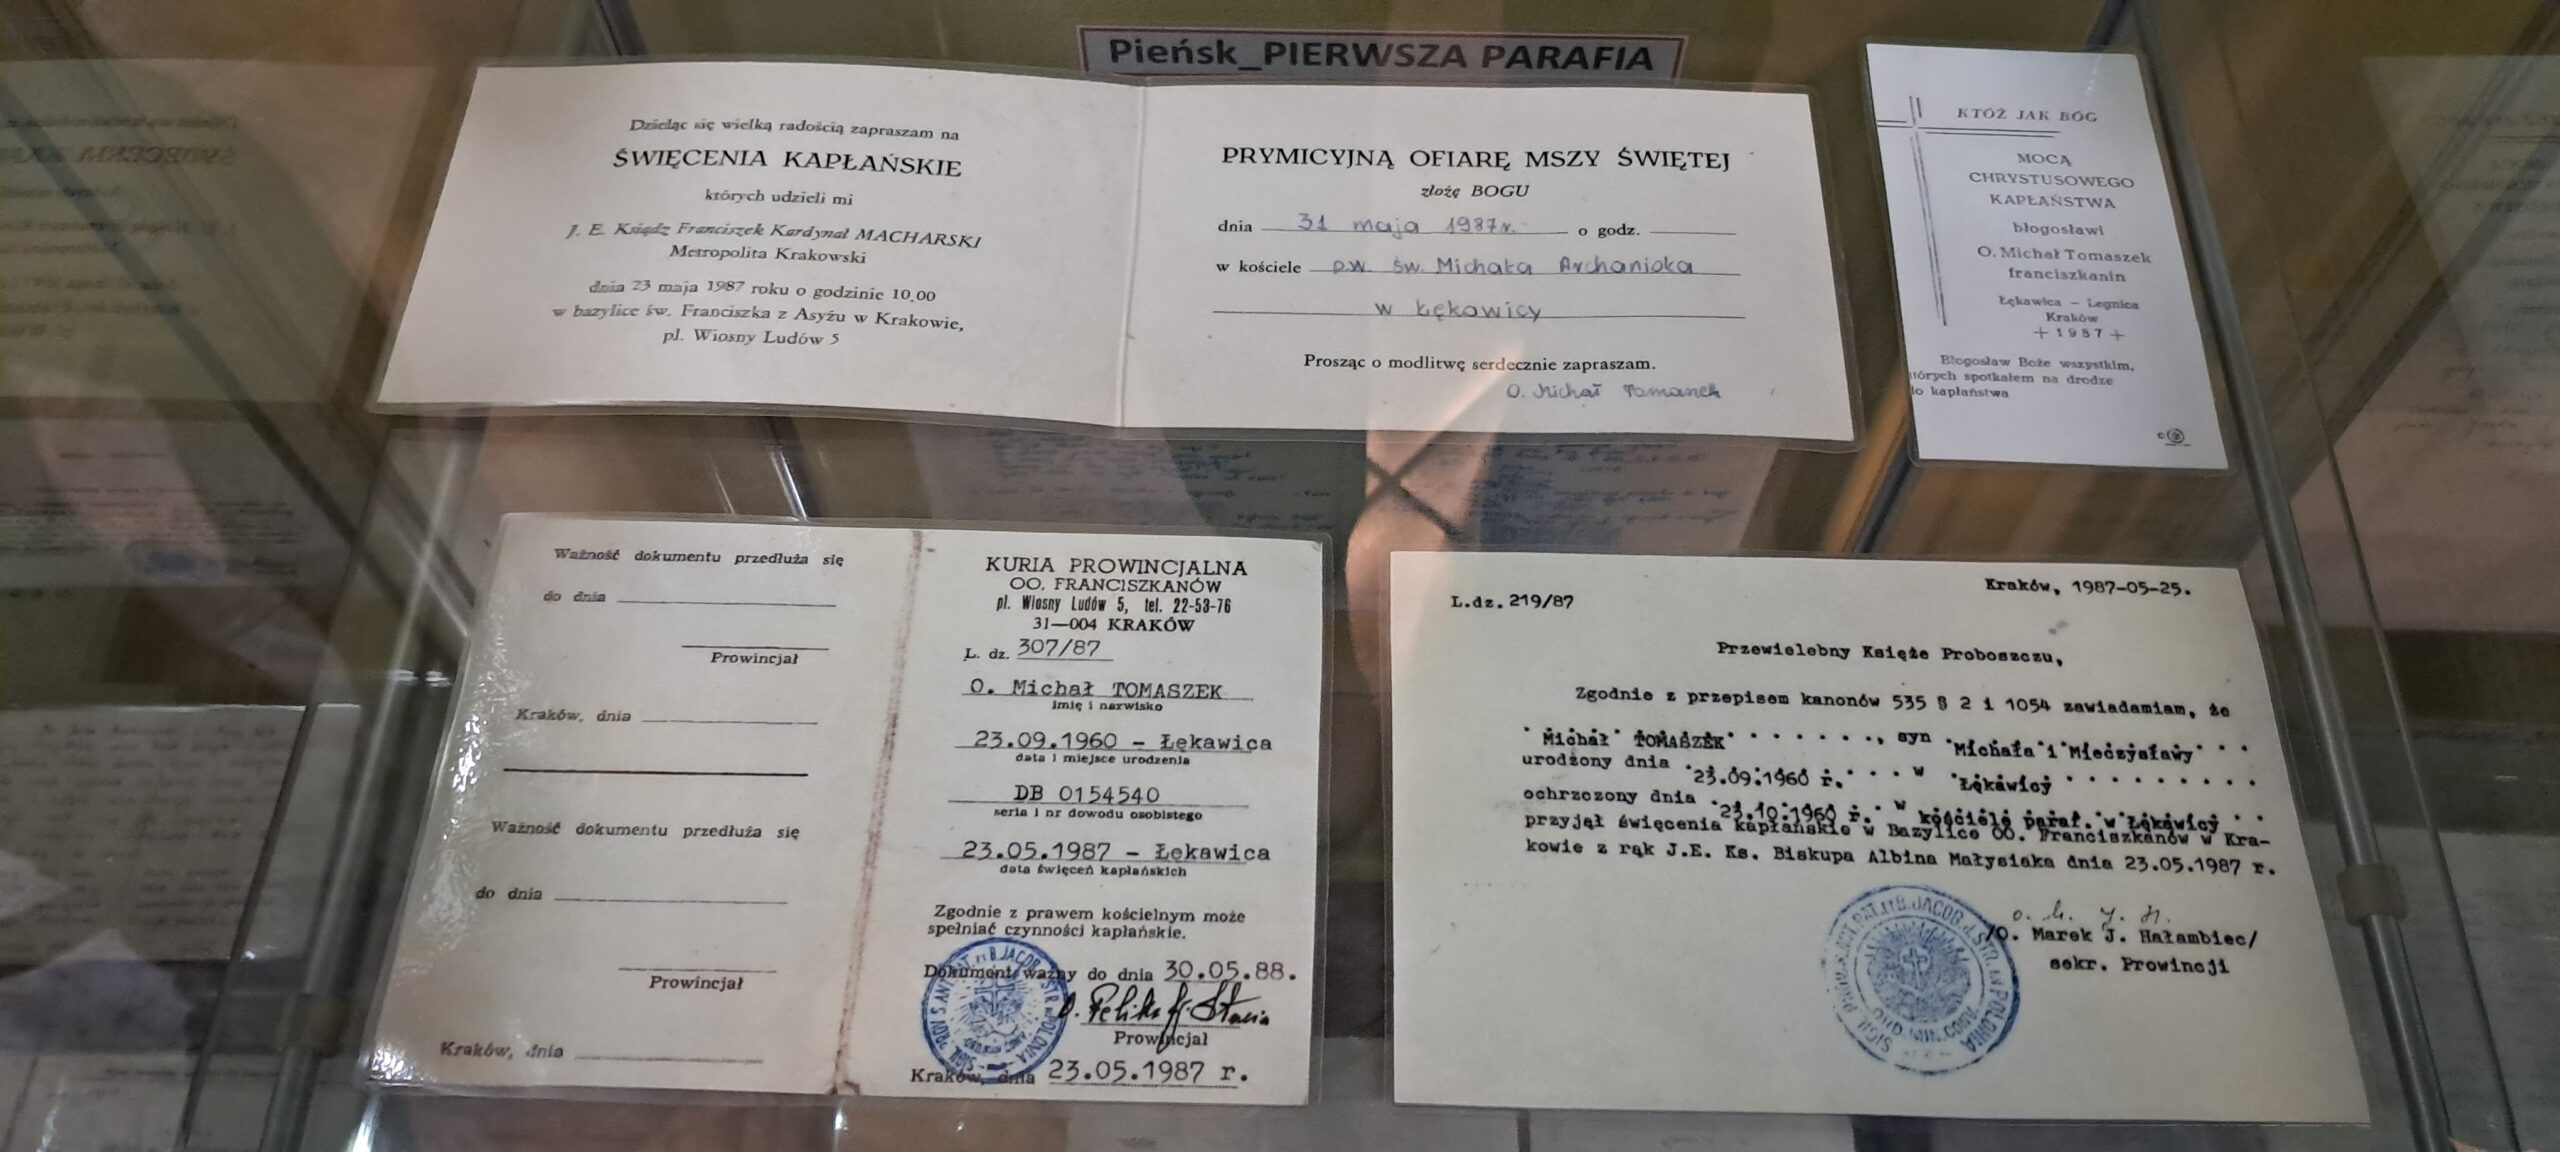 Pieńsk_PIERWSZA PARAFIA
Dzieląc się wielką radością zapraszam na
ŚWIĘCENIA KAPŁAŃSKIE
których udzieli mi
J. E. Ksiądz Franciszek Kardynał MACHARSKI
Metropolita Krakowski
dnia 23 maja 1987 roku o godzinie 10,00
w bazylice św. Franciszka z Asyżu w Krakowie,
pl. Wiosny Ludów 5
PRYMICYJNĄ OFIARĘ MSZY ŚWIĘTEJ
złożę BOGU
dnia 31 maja 1987r. o godz.
w kościele p.w. św. Michała Archanioła
w Łękawicy
Prosząc o modlitwę serdecznie zapraszam.
O. Michał Tomaszek
KTÓŻ JAK BÓG
MOCĄ
CHRYSTUSOWEGO
KAPŁAŃSTWA
błogosławi
O. Michał Tomaszek
franciszkanin
Łękawica – Legnica
Kraków
+ 1987 +
Błogosław Boże wszystkim,
których spotkałem na drodze
do kapłaństwa
Ważność dokumentu przedłuża się
do dnia
Prowincjał
Kraków, dnia
Ważność dokumentu przedłuża się
do dnia
Prowincjał
Kraków, dnia
KURIA PROWINCJALNA
OO. FRANCISZKANÓW
pl. Wiosny Ludów 5, tel. 22-53-76
31—004 KRAKÓW
L. dz. 307/87
O. Michał TOMASZEK
imię i nazwisko
23.09.1960 - Łękawica
data i miejsce urodzenia
DB 0154540
seria i nr dowodu osobistego
23.05.1987 - Łękawica
data święceń kapłańskich
Zgodnie z prawem kościelnym może
spełniać czynności kapłańskie.
Dokument ważny do dnia 30.05.88.
Prowincjał
Kraków, dnia 23.05.1987 r.
Kraków, 1987-05-25.
L.dz. 219/87
Przewielebny Księże Proboszczu,
Zgodnie z przepisem kanonów 535 § 2 i 1054 zawiadamiam, że
Michał TOMASZEK , syn Michała i Mieczysławy
urodzony dnia 23.09.1960 r. w Łękawicy
ochrzczony dnia 23.10.1960 r. w kościele paraf. w Łękawicy
przyjął święcenia kapłańskie w Bazylice OO. Franciszkanów w Kra-
kowie z rąk J.E. Ks. Biskupa Albina Małysiaka dnia 23.05.1987 r.
/O. Marek J. Hałambiec/
sekr. Prowincji